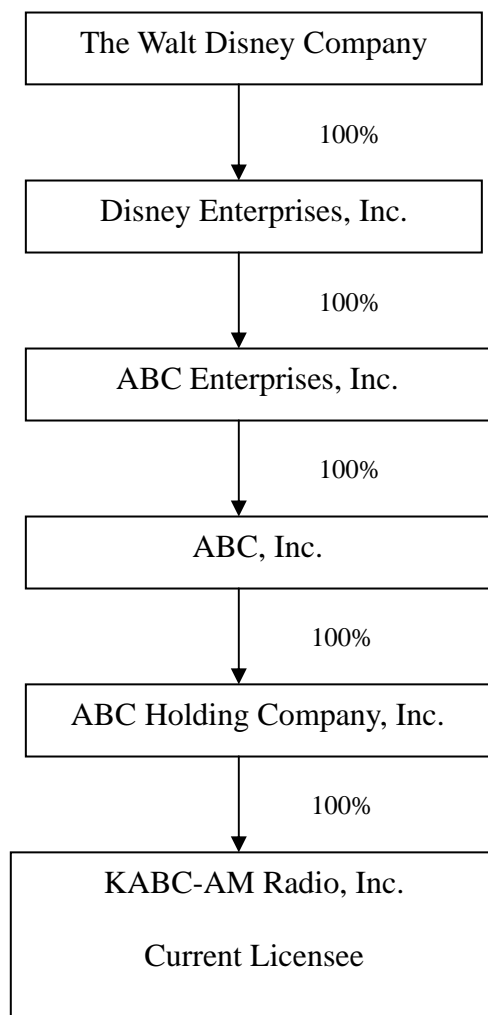 The Walt Disney Company
100%
Disney Enterprises, Inc.
100%
ABC Enterprises, Inc.
100%
ABC, Inc.
100%
ABC Holding Company, Inc.
100%
KABC-AM Radio, Inc.
Current Licensee